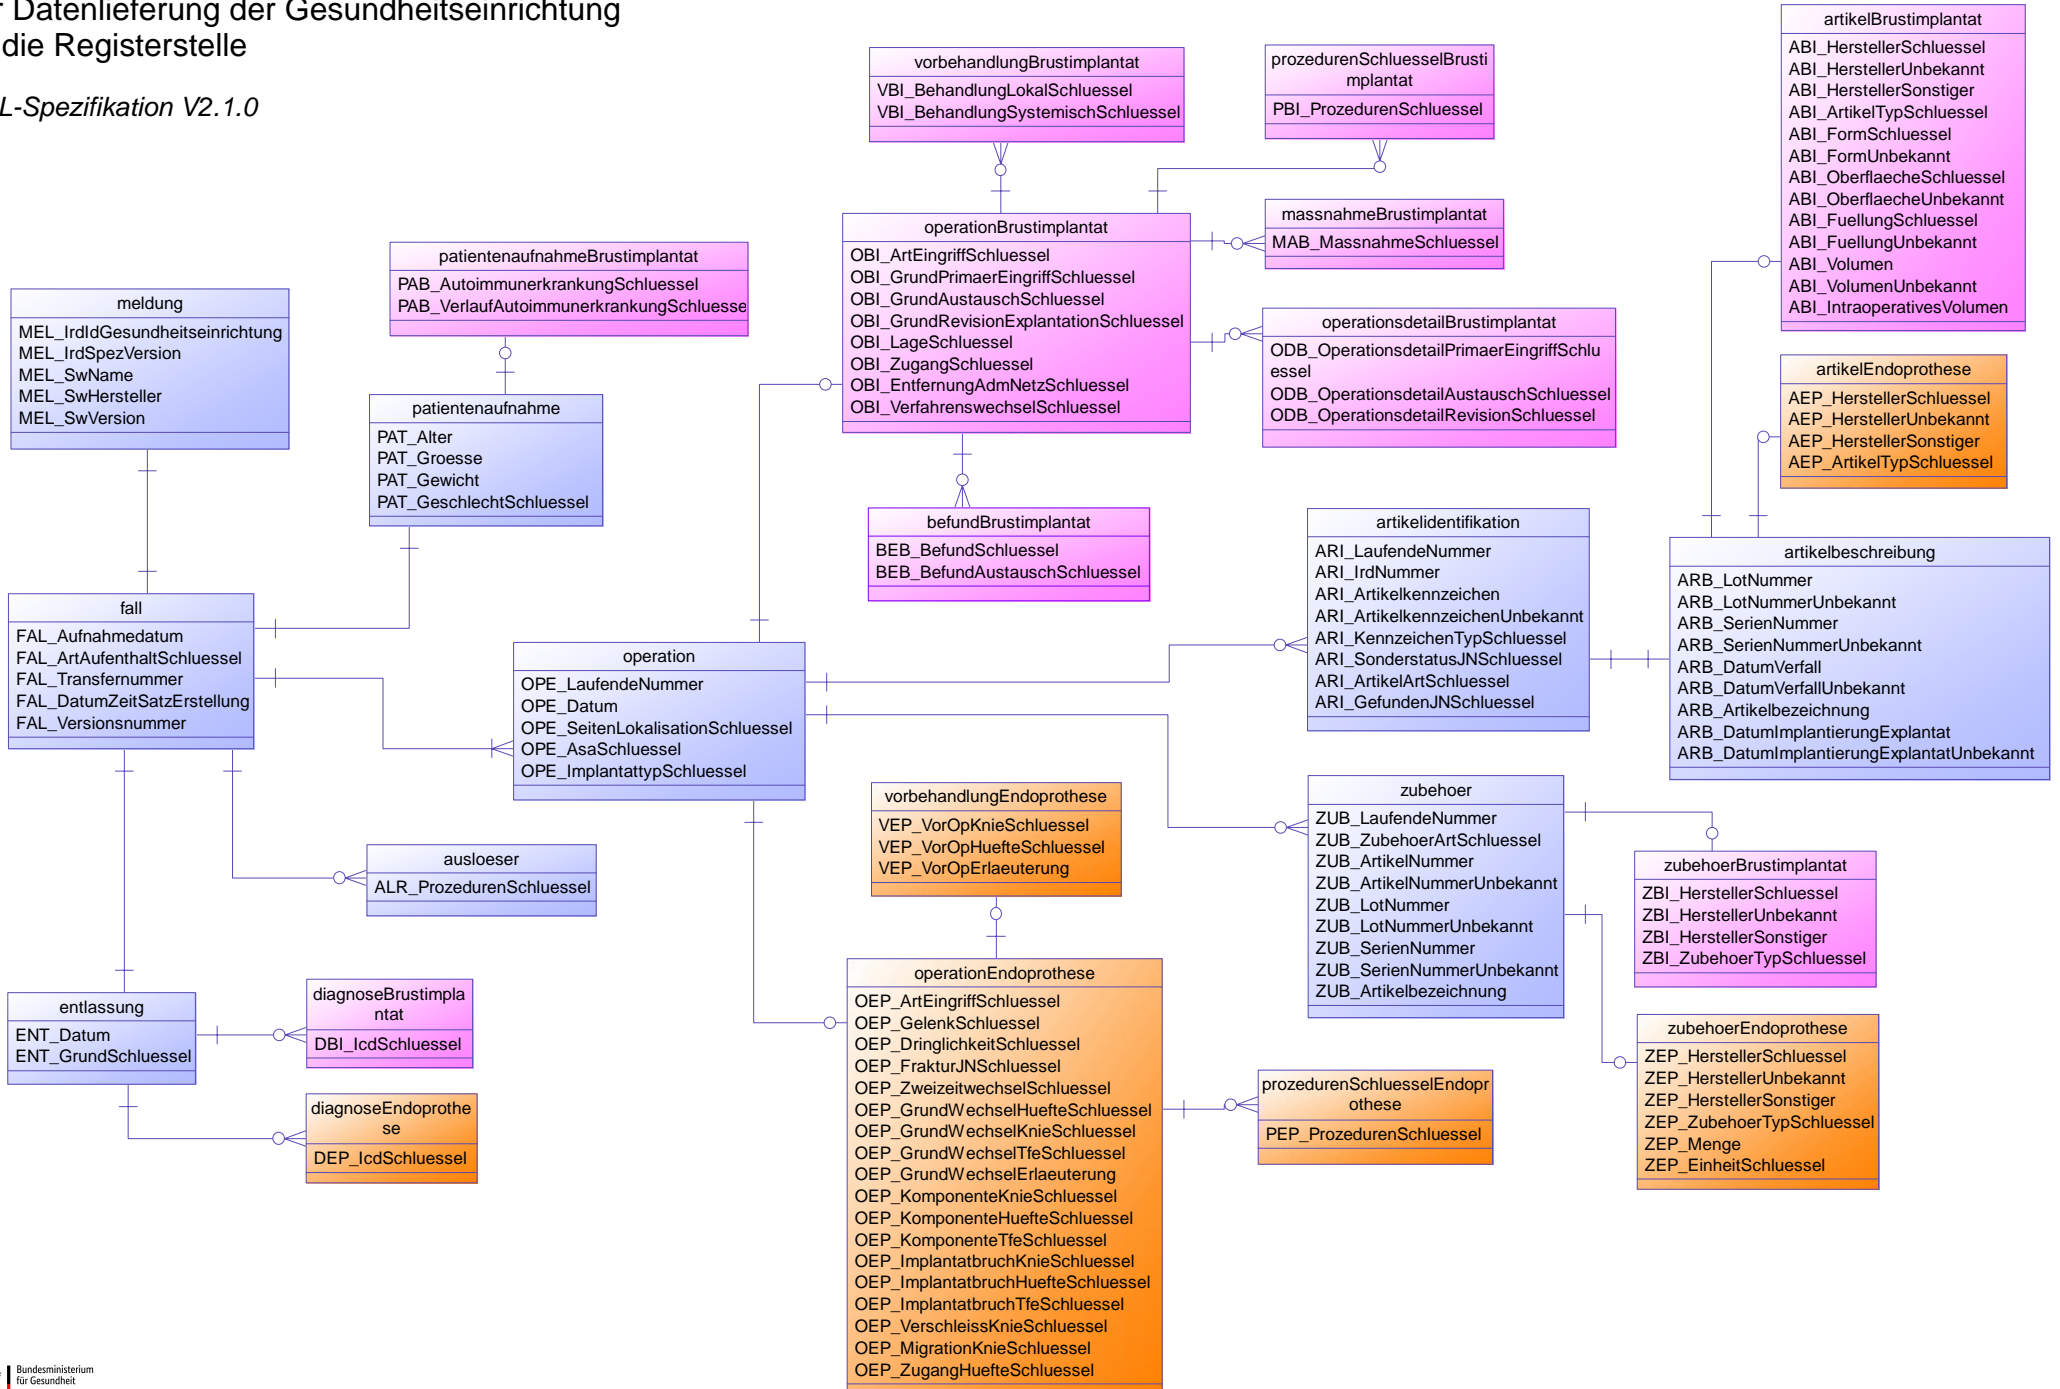 r Datenlieferung der Gesundheitseinrichtung
die Registerstelle
L-Spezifikation V2.1.0
vorbehandlungBrustimplantat
VBI_BehandlungLokalSchluessel
VBI_BehandlungSystemischSchluessel
prozedurenSchluesselBrusti
mplantat
PBI_ProzedurenSchluessel
artikelBrustimplantat
ABI_HerstellerSchluessel
ABI_HerstellerUnbekannt
ABI_HerstellerSonstiger
ABI_ArtikelTypSchluessel
ABI_FormSchluessel
ABI_FormUnbekannt
ABI_OberflaecheSchluessel
ABI_OberflaecheUnbekannt
ABI_FuellungSchluessel
ABI_FuellungUnbekannt
ABI_Volumen
ABI_VolumenUnbekannt
ABI_IntraoperativesVolumen
operationBrustimplantat
OBI_ArtEingriffSchluessel
OBI_GrundPrimaerEingriffSchluessel
OBI_GrundAustauschSchluessel
OBI_GrundRevisionExplantationSchluessel
OBI_LageSchluessel
OBI_ZugangSchluessel
OBI_EntfernungAdmNetzSchluessel
OBI_VerfahrenswechselSchluessel
massnahmeBrustimplantat
MAB_MassnahmeSchluessel
patientenaufnahmeBrustimplantat
PAB_AutoimmunerkrankungSchluessel
PAB_VerlaufAutoimmunerkrankungSchluesse
meldung
MEL_IrdIdGesundheitseinrichtung
MEL_IrdSpezVersion
MEL_SwName
MEL_SwHersteller
MEL_SwVersion
operationsdetailBrustimplantat
ODB_OperationsdetailPrimaerEingriffSchlu
essel
ODB_OperationsdetailAustauschSchluessel
ODB_OperationsdetailRevisionSchluessel
artikelEndoprothese
AEP_HerstellerSchluessel
AEP_HerstellerUnbekannt
AEP_HerstellerSonstiger
AEP_ArtikelTypSchluessel
patientenaufnahme
PAT_Alter
PAT_Groesse
PAT_Gewicht
PAT_GeschlechtSchluessel
befundBrustimplantat
BEB_BefundSchluessel
BEB_BefundAustauschSchluessel
artikelidentifikation
ARI_LaufendeNummer
ARI_IrdNummer
ARI_Artikelkennzeichen
ARI_ArtikelkennzeichenUnbekannt
ARI_KennzeichenTypSchluessel
ARI_SonderstatusJNSchluessel
ARI_ArtikelArtSchluessel
ARI_GefundenJNSchluessel
artikelbeschreibung
ARB_LotNummer
ARB_LotNummerUnbekannt
ARB_SerienNummer
ARB_SerienNummerUnbekannt
ARB_DatumVerfall
ARB_DatumVerfallUnbekannt
ARB_Artikelbezeichnung
ARB_DatumImplantierungExplantat
ARB_DatumImplantierungExplantatUnbekannt
fall
FAL_Aufnahmedatum
FAL_ArtAufenthaltSchluessel
FAL_Transfernummer
FAL_DatumZeitSatzErstellung
FAL_Versionsnummer
operation
OPE_LaufendeNummer
OPE_Datum
OPE_SeitenLokalisationSchluessel
OPE_AsaSchluessel
OPE_ImplantattypSchluessel
vorbehandlungEndoprothese
VEP_VorOpKnieSchluessel
VEP_VorOpHuefteSchluessel
VEP_VorOpErlaeuterung
zubehoer
ZUB_LaufendeNummer
ZUB_ZubehoerArtSchluessel
ZUB_ArtikelNummer
ZUB_ArtikelNummerUnbekannt
ZUB_LotNummer
ZUB_LotNummerUnbekannt
ZUB_SerienNummer
ZUB_SerienNummerUnbekannt
ZUB_Artikelbezeichnung
ausloeser
ALR_ProzedurenSchluessel
zubehoerBrustimplantat
ZBI_HerstellerSchluessel
ZBI_HerstellerUnbekannt
ZBI_HerstellerSonstiger
ZBI_ZubehoerTypSchluessel
entlassung
ENT_Datum
ENT_GrundSchluessel
diagnoseBrustimpla
ntat
DBI_IcdSchluessel
diagnoseEndoprothe
se
DEP_IcdSchluessel
operationEndoprothese
OEP_ArtEingriffSchluessel
OEP_GelenkSchluessel
OEP_DringlichkeitSchluessel
OEP_FrakturJNSchluessel
OEP_ZweizeitwechselSchluessel
OEP_GrundWechselHuefteSchluessel
OEP_GrundWechselKnieSchluessel
OEP_GrundWechselTfeSchluessel
OEP_GrundWechselErlaeuterung
OEP_KomponenteKnieSchluessel
OEP_KomponenteHuefteSchluessel
OEP_KomponenteTfeSchluessel
OEP_ImplantatbruchKnieSchluessel
OEP_ImplantatbruchHuefteSchluessel
OEP_ImplantatbruchTfeSchluessel
OEP_VerschleissKnieSchluessel
OEP_MigrationKnieSchluessel
OEP_ZugangHuefteSchluessel
prozedurenSchluesselEndopr
othese
PEP_ProzedurenSchluessel
zubehoerEndoprothese
ZEP_HerstellerSchluessel
ZEP_HerstellerUnbekannt
ZEP_HerstellerSonstiger
ZEP_ZubehoerTypSchluessel
ZEP_Menge
ZEP_EinheitSchluessel
Bundesministerium
für Gesundheit